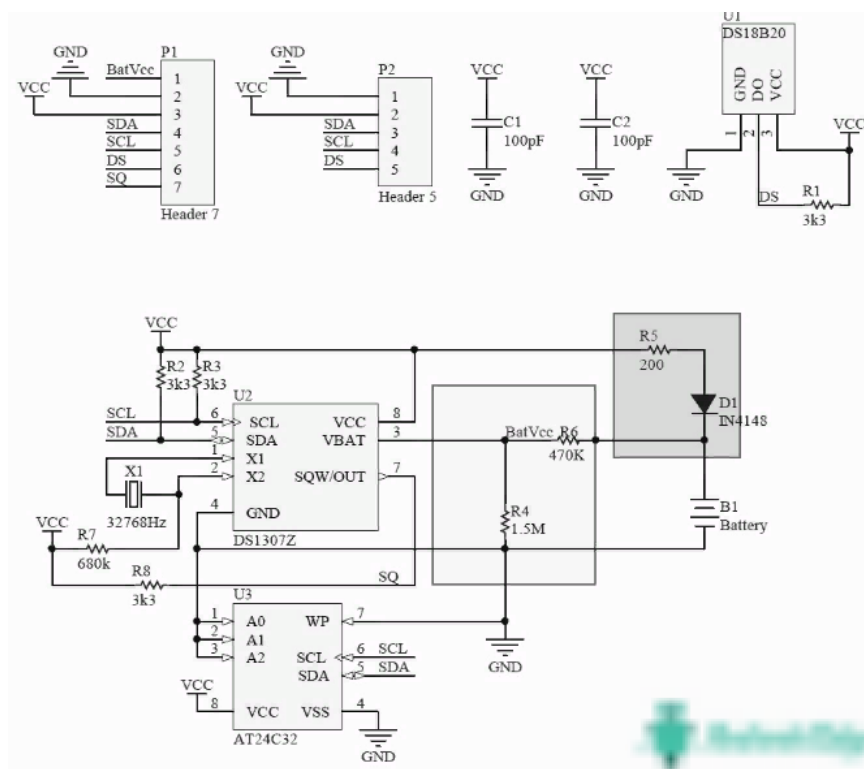 P1
GND
BatVcc
VCC
1
2
3
SDA 4
SCL 5
DS 6
SQ 7
Header 7
P2
GND
VCC
1
2
SDA 3
SCL 4
DS 5
Header 5
VCC
C1
100pF
GND
VCC
C2
100pF
GND
U1
DS18B20
GND
DO
VCC
1
2
3
VCC
GND
DS
R1
3k3
VCC
R2
3k3
R3
3k3
R5
200
D1
IN4148
U2
SCL 6 SCL
SDA 5 SDA
1 X1
2 X2
4 GND
VCC 8
VBAT 3
SQW/OUT 7
DS1307Z
X1
32768Hz
BatVcc R6
470K
R4
1.5M
B1
Battery
VCC
R7
680k
R8
3k3
SQ
U3
1 A0
2 A1
3 A2
WP 7
SCL 6 SCL
SDA 5 SDA
VCC
8 VCC
VSS 4
AT24C32
GND
GND